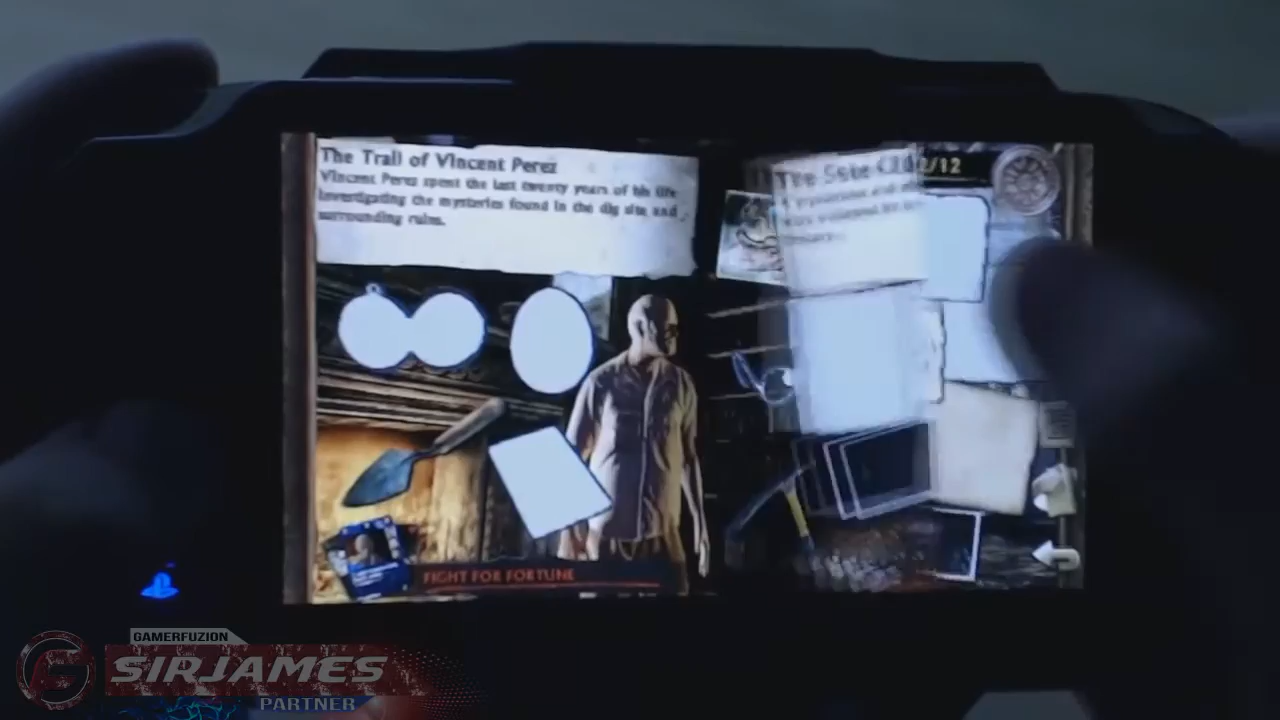 The Trail of Vincent Perez
Vincent Perez spent the last twenty years of his life
investigating the mysteries found in the dig site and
surrounding ruins.
/12
FIGHT FOR FORTUNE
GAMERFUZION
SIRJAMES
PARTNER